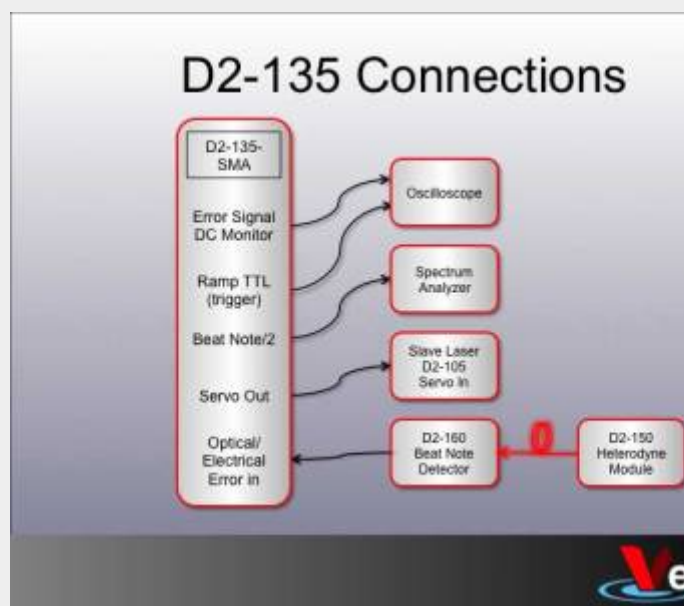 D2-135 Connections
D2-135-
SMA
Error Signal
DC Monitor
Ramp TTL
(trigger)
Beat Note/2
Servo Out
Optical/
Electrical
Error in
Oscilloscope
Spectrum
Analyzer
Slave Laser
D2-105
Servo In
D2-160
Beat Note
Detector
D2-150
Heterodyne
Module
Ve